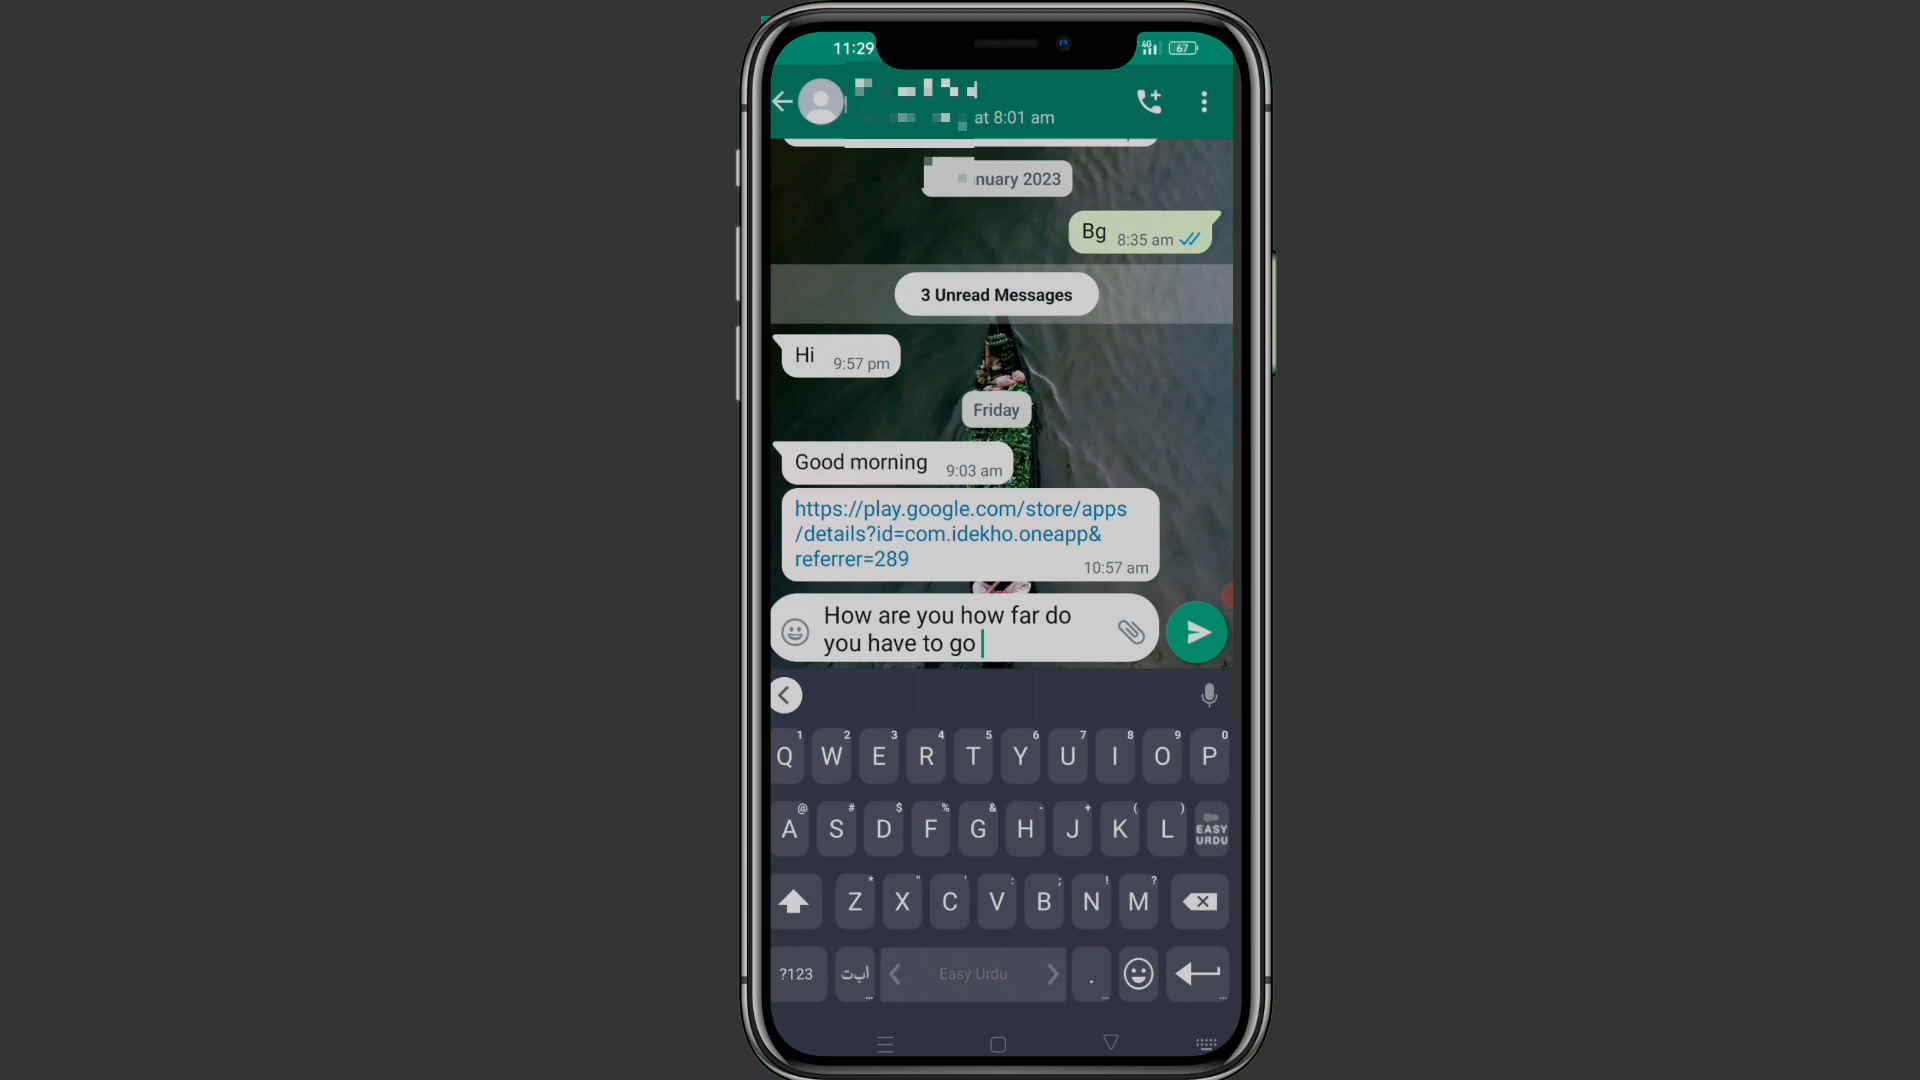 11:29
4G
67
at 8:01 am
nuary 2023
Bg 8:35 am
3 Unread Messages
Hi 9:57 pm
Friday
Good morning 9:03 am
https://play.google.com/store/apps
/details?id=com.idekho.oneapp&
referrer=289
10:57 am
How are you how far do
you have to go
1 2 3 4 5 6 7 8 9 0
Q W E R T Y U I O P
@ # $ % & - + ( )
A S D F G H J K L EASY URDU
* " ' : ; ! ?
Z X C V B N M
?123 ا ب ت Easy Urdu .